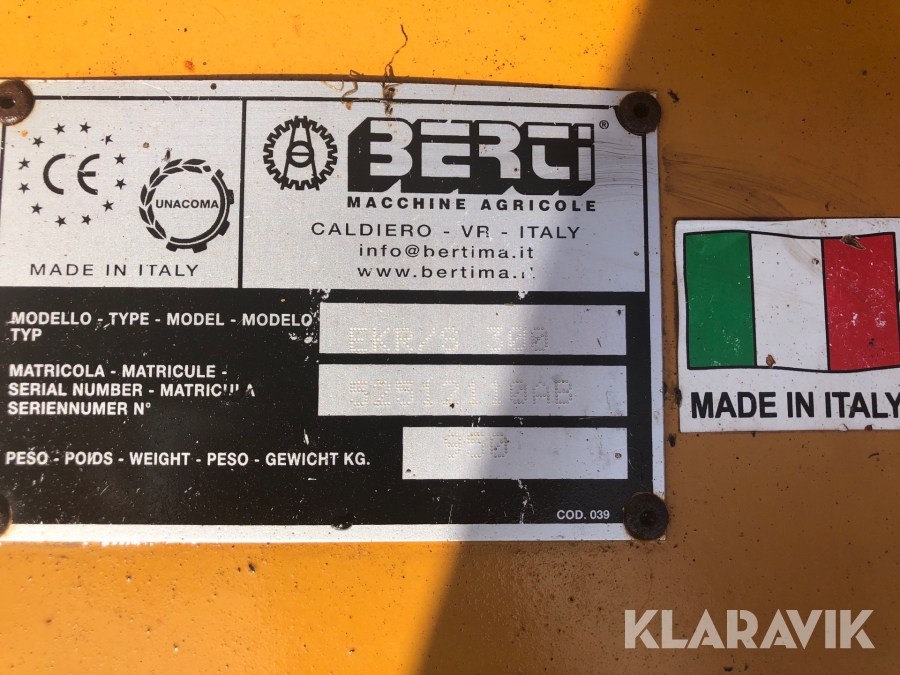 CE
UNACOMA
MADE IN ITALY
BERTI®
MACCHINE AGRICOLE
CALDIERO - VR - ITALY
info@bertima.it
www.bertima.i
MODELLO - TYPE - MODEL - MODELO
TYP
EKR/S 300
MATRICOLA - MATRICULE -
SERIAL NUMBER - MATRICULA
SERIENNUMER N°
52512110AB
PESO - POIDS - WEIGHT - PESO - GEWICHT KG.
950
COD. 039
MADE IN ITALY
KLARAVIK